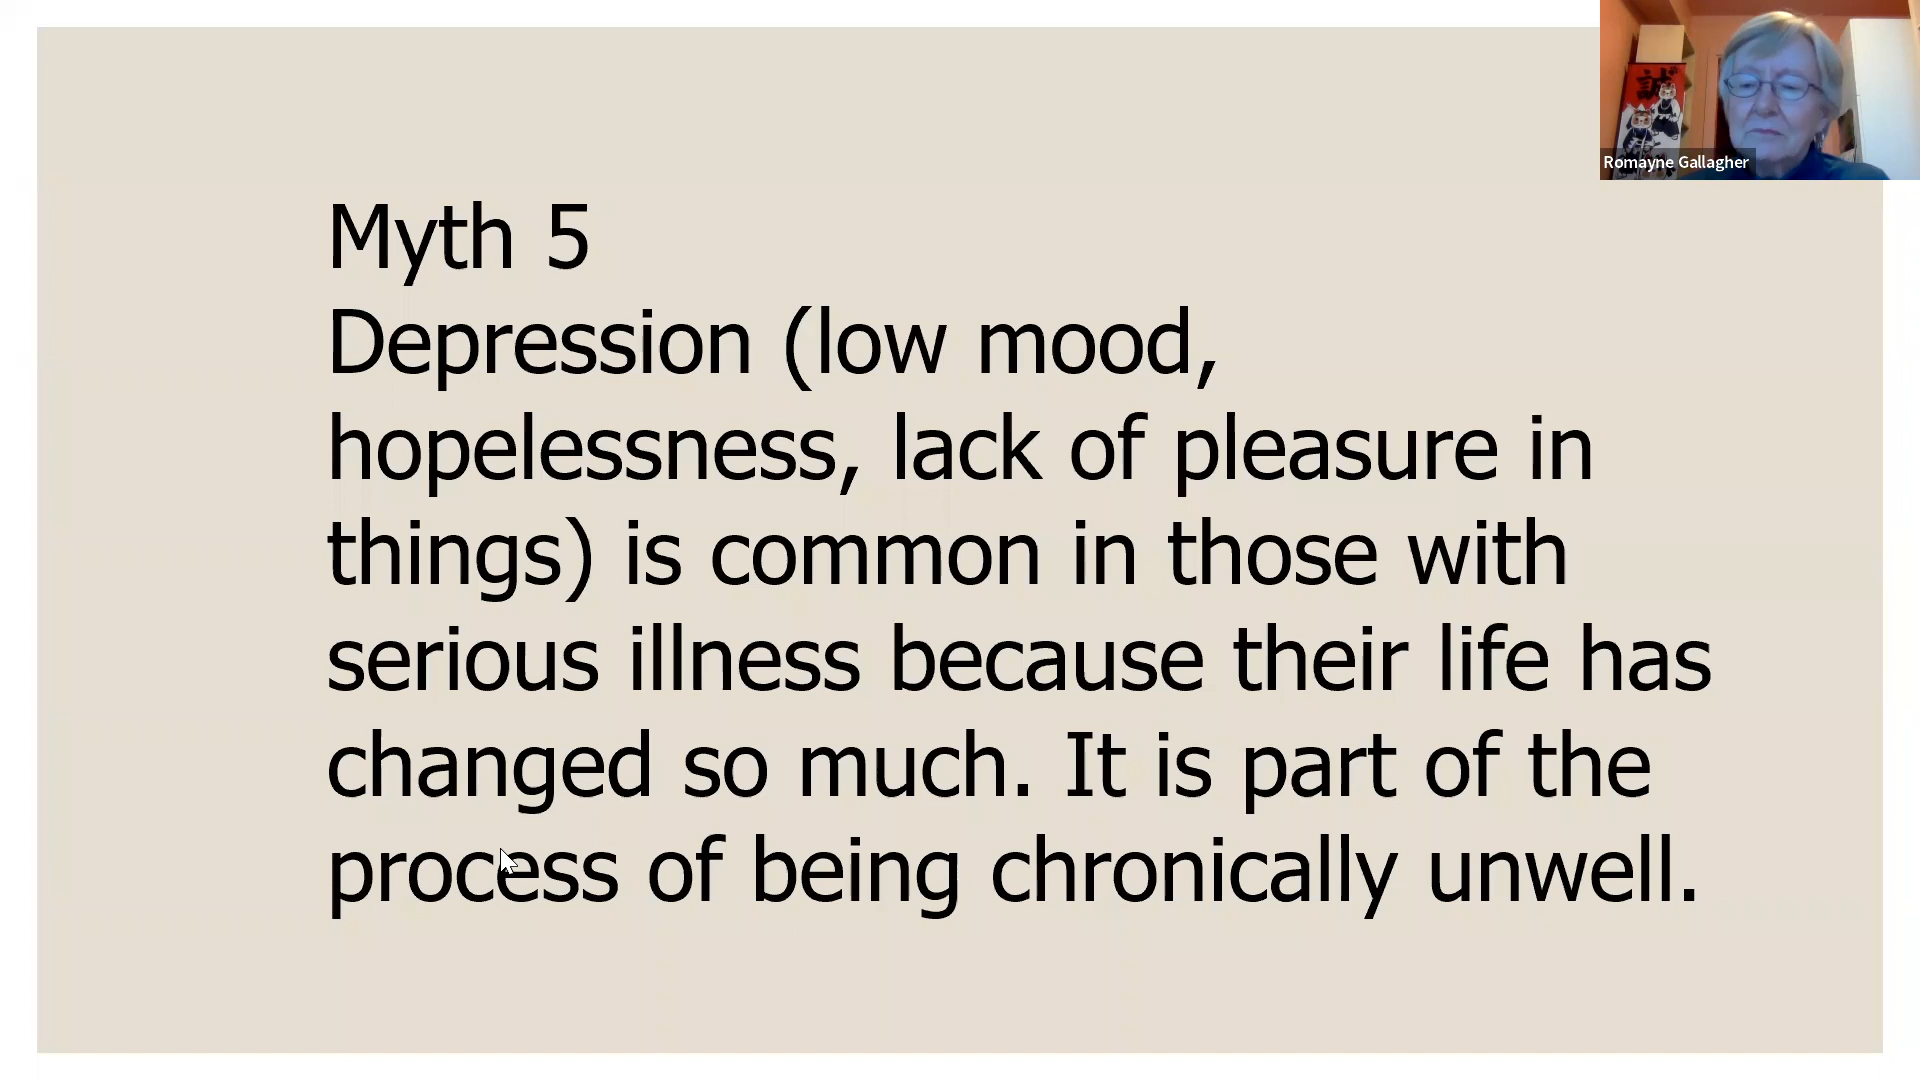 Myth 5
Depression (low mood,
hopelessness, lack of pleasure in
things) is common in those with
serious illness because their life has
changed so much. It is part of the
process of being chronically unwell.
誠
Romayne Gallagher